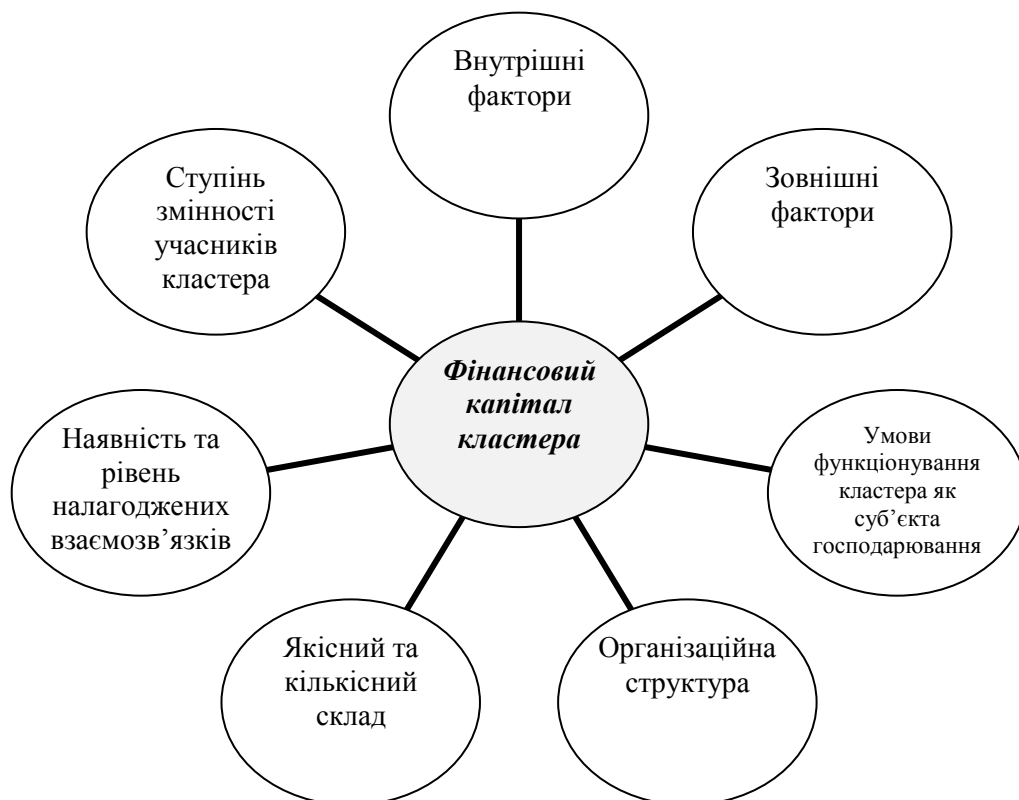 Внутрішні
фактори
Зовнішні
фактори
Ступінь
змінності
учасників
кластера
Фінансовий
капітал
кластера
Наявність та
рівень
налагоджених
взаємозв’язків
Умови
функціонування
кластера як
суб’єкта
господарювання
Якісний та
кількісний
склад
Організаційна
структура